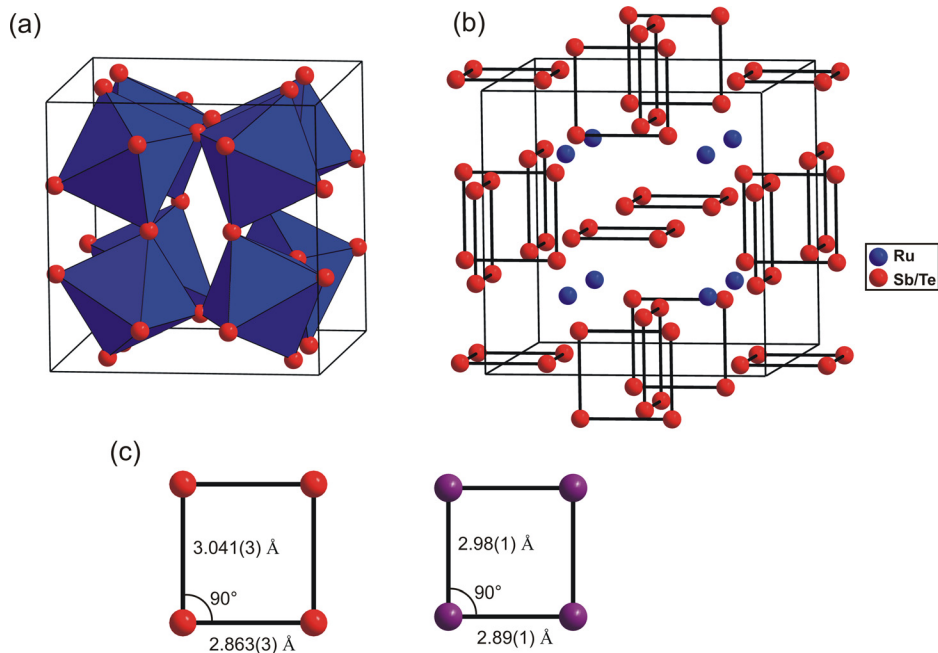 (a)
(b)
Ru
Sb/Te
(c)
3.041(3) Å
90°
2.863(3) Å
2.98(1) Å
90°
2.89(1) Å